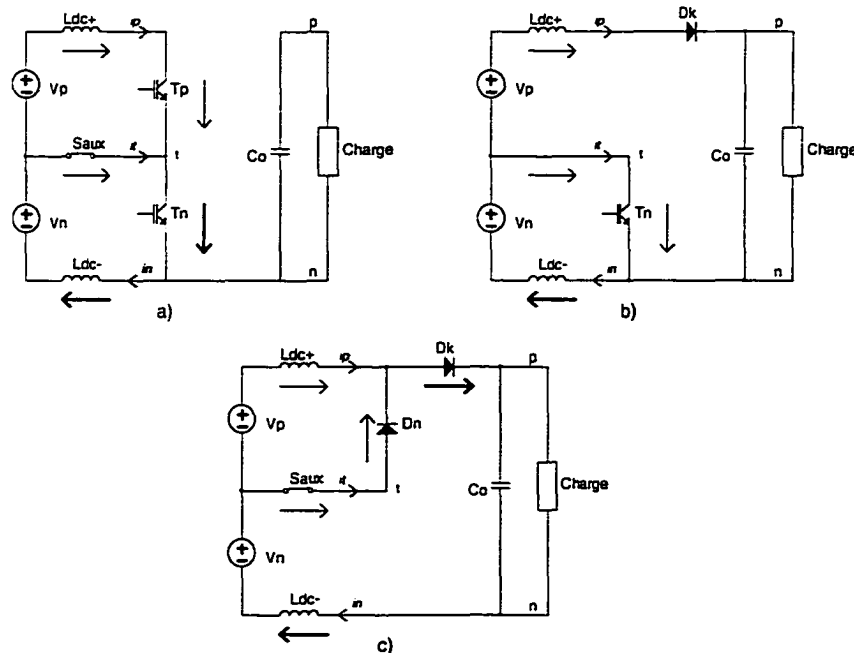 Ldc+ ip p
Tp
Vp
Saux it t
Co Charge
Vn Tn
Ldc- in n
a)
Ldc+ ip Dk p
Vp
it t
Co Charge
Vn Tn
Ldc- in n
b)
Ldc+ ip Dk p
Vp Dn
Saux it t
Co Charge
Vn
Ldc- in n
c)